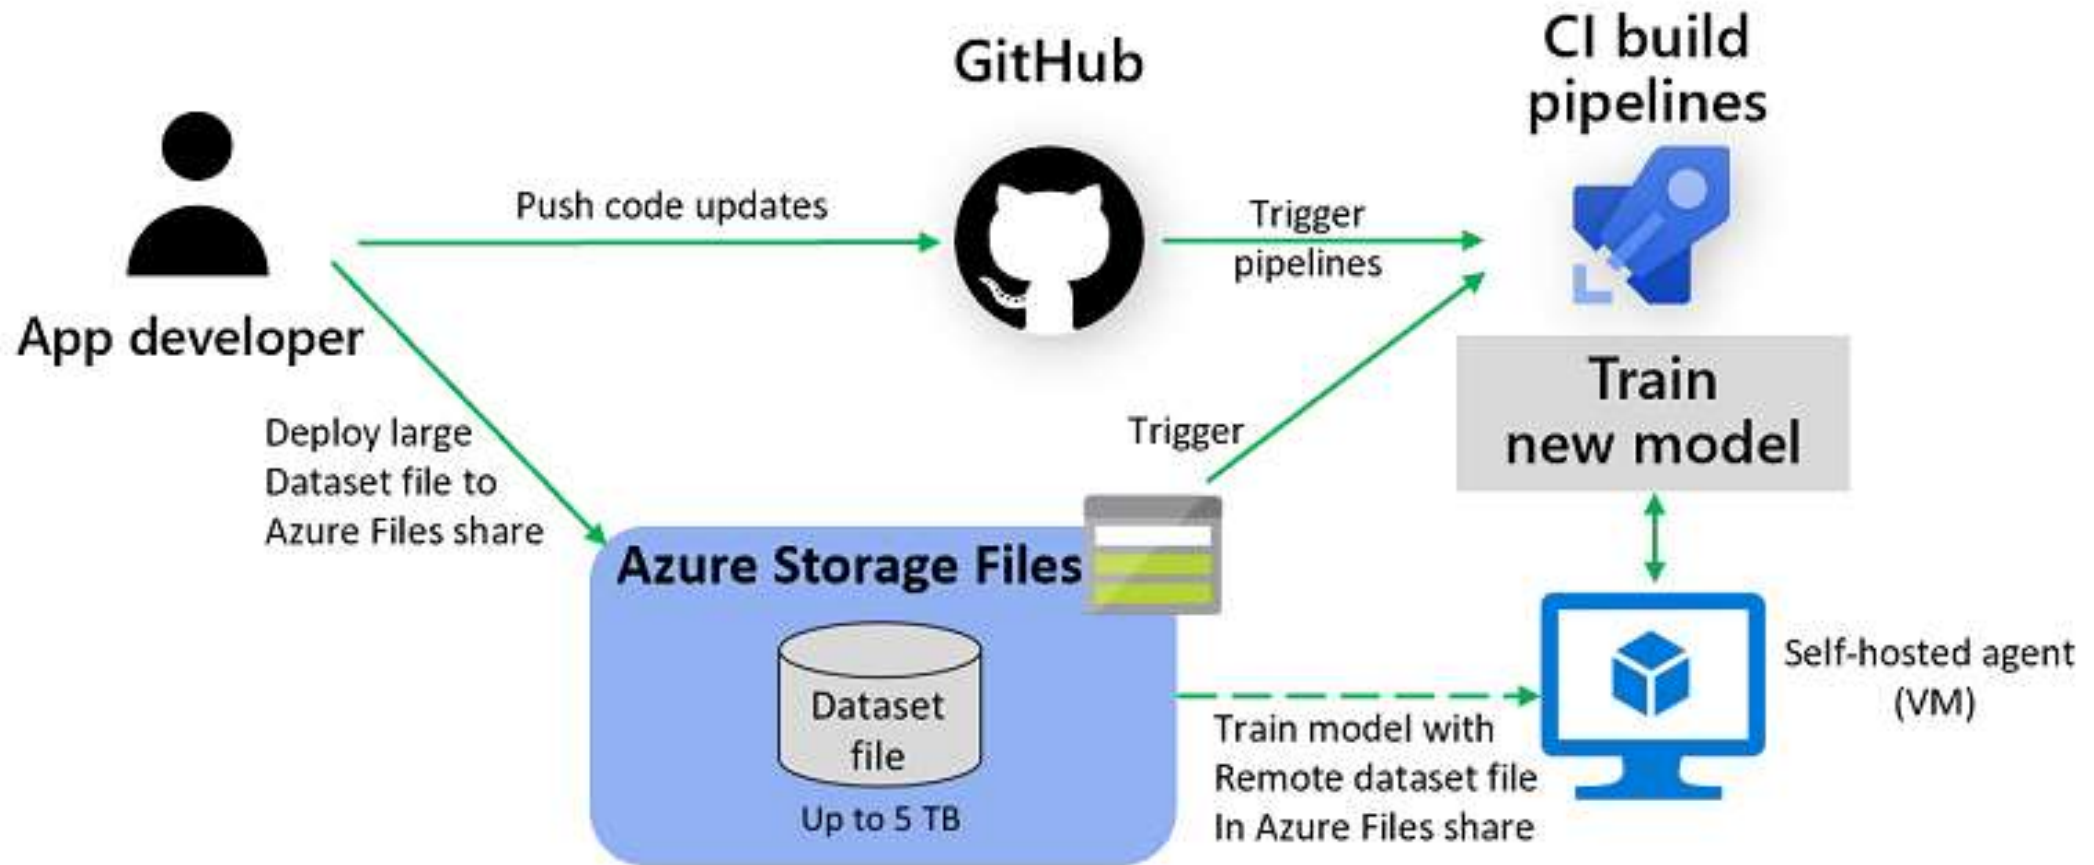 GitHub
CI build
pipelines
Push code updates
Trigger
pipelines
App developer
Train
new model
Deploy large
Dataset file to
Azure Files share
Trigger
Azure Storage Files
Dataset
file
Up to 5 TB
Self-hosted agent
(VM)
Train model with
Remote dataset file
In Azure Files share